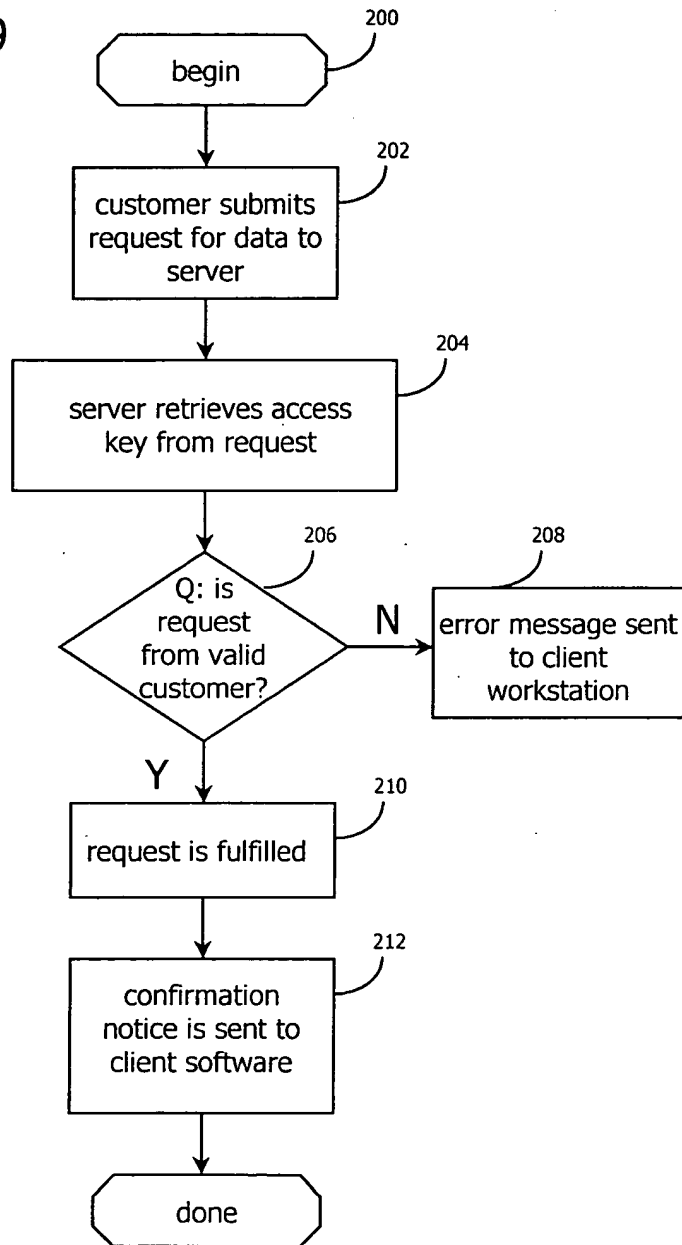 9
200
begin
202
customer submits
request for data to
server
204
server retrieves access
key from request
206
Q: is
request
from valid
customer?
N
208
error message sent
to client
workstation
Y
210
request is fulfilled
212
confirmation
notice is sent to
client software
done